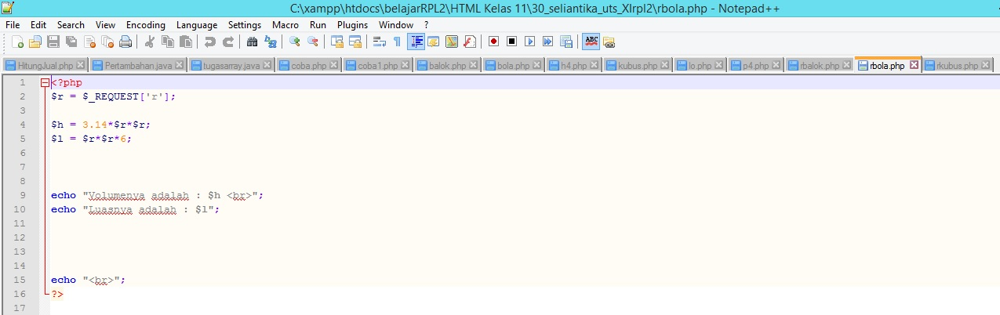 C:\xampp\htdocs\belajarRPL2\HTML Kelas 11\30_seliantika_uts_XIrpl2\rbola.php - Notepad++
File Edit Search View Encoding Language Settings Macro Run Plugins Window ?
ABC
HitungJual.php Pertambahan.java tugasarray.java coba.php coba1.php balok.php bola.php h4.php kubus.php lo.php p4.php rbalok.php rbola.php rkubus.php
1 <?php
2 $r = $_REQUEST['r'];
3
4 $h = 3.14*$r*$r;
5 $l = $r*$r*6;
6
7
8
9 echo "Volumenya adalah : $h <br>";
10 echo "Luasnya adalah : $l";
11
12
13
14
15 echo "<br>";
16 ?>
17